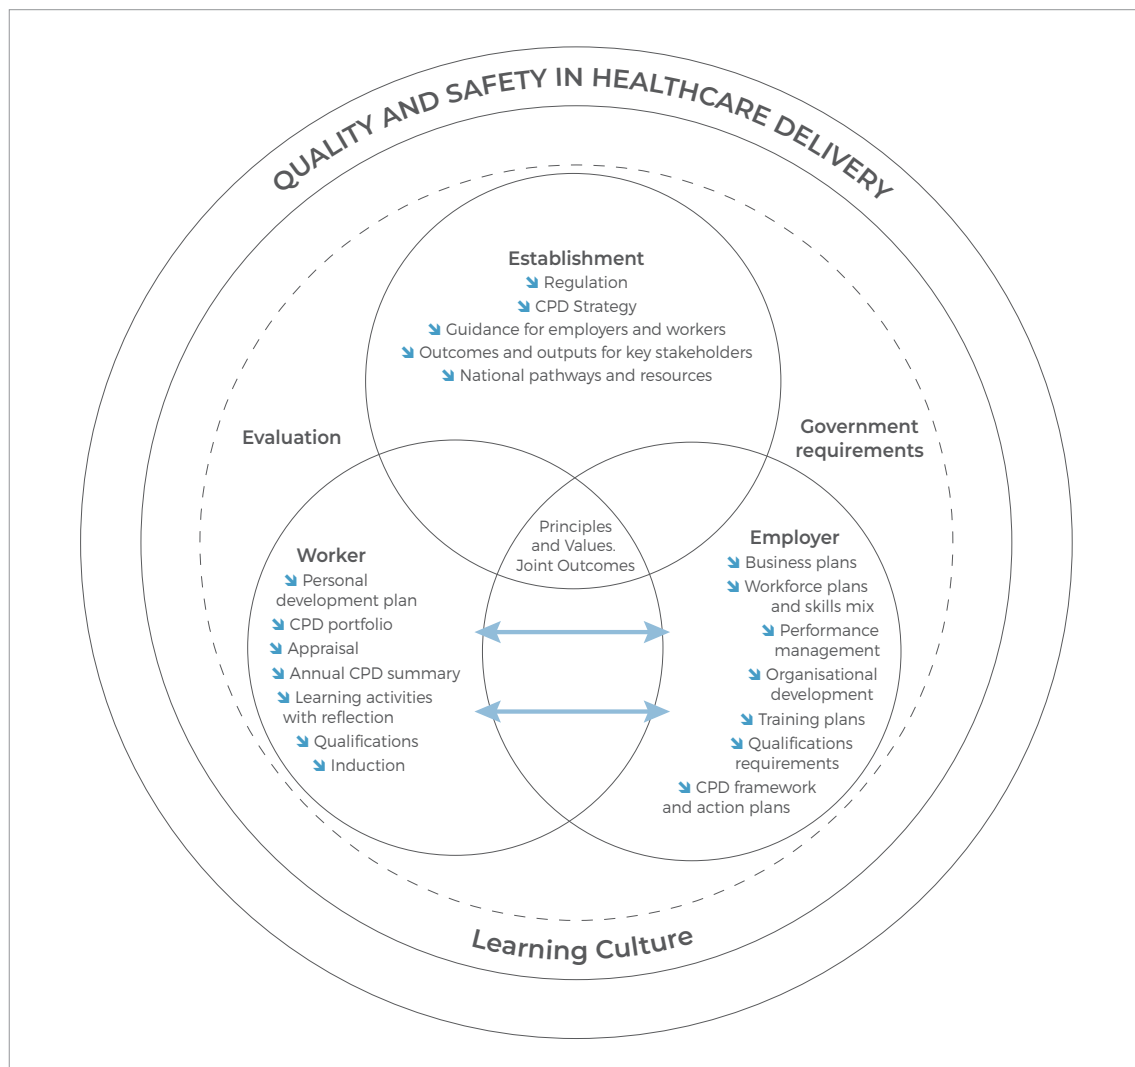 QUALITY AND SAFETY IN HEALTHCARE DELIVERY
Establishment
Regulation
CPD Strategy
Guidance for employers and workers
Outcomes and outputs for key stakeholders
National pathways and resources
Evaluation
Government
requirements
Principles
and Values.
Joint Outcomes
Worker
Personal
development plan
CPD portfolio
Appraisal
Annual CPD summary
Learning activities
with reflection
Qualifications
Induction
Employer
Business plans
Workforce plans
and skills mix
Performance
management
Organisational
development
Training plans
Qualifications
requirements
CPD framework
and action plans
Learning Culture